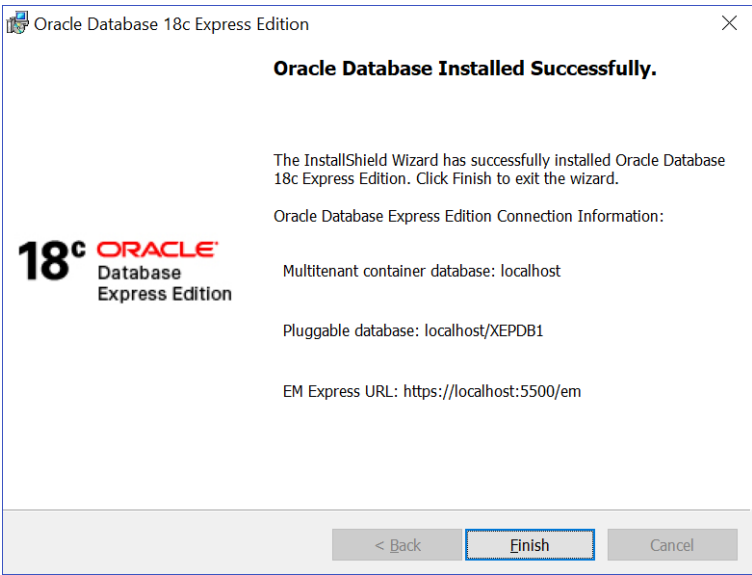 Oracle Database 18c Express Edition
Oracle Database Installed Successfully.
The InstallShield Wizard has successfully installed Oracle Database
18c Express Edition. Click Finish to exit the wizard.
Oracle Database Express Edition Connection Information:
18c ORACLE
Database
Express Edition
Multitenant container database: localhost
Pluggable database: localhost/XEPDB1
EM Express URL: https://localhost:5500/em
< Back
Finish
Cancel